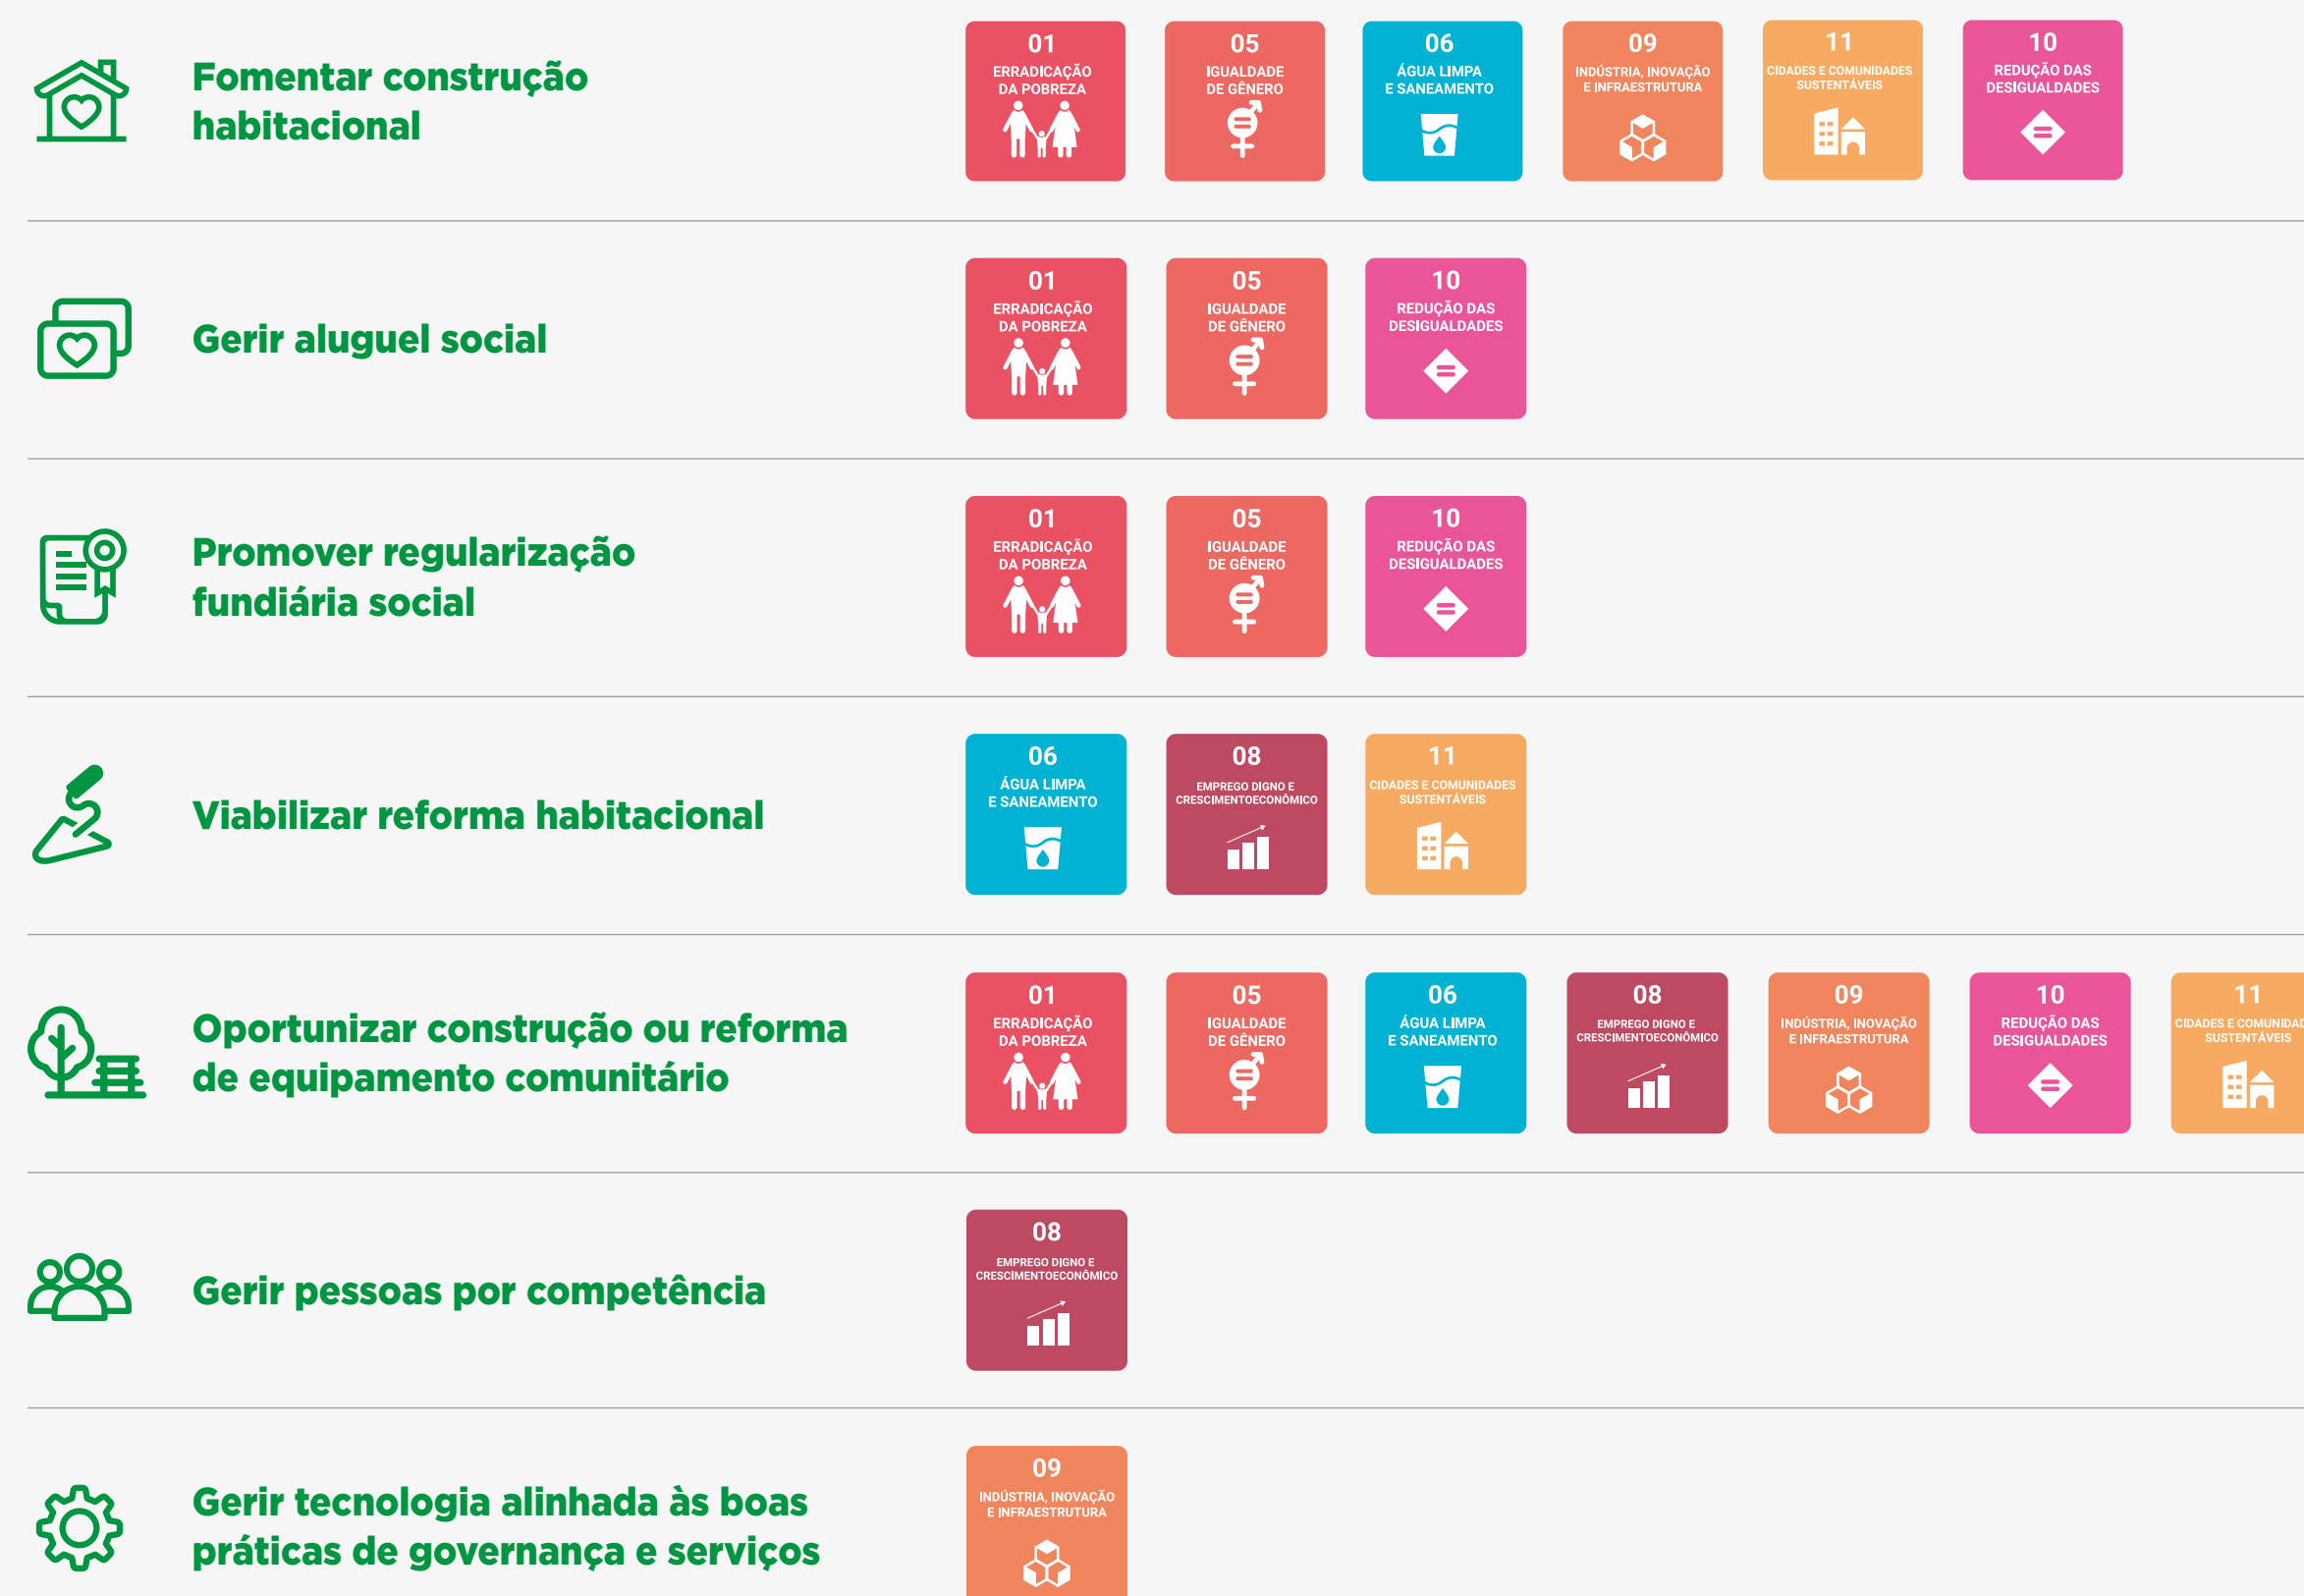 Fomentar construção
habitacional
01
ERRADICAÇÃO
DA POBREZA
05
IGUALDADE
DE GÊNERO
06
ÁGUA LIMPA
E SANEAMENTO
09
INDÚSTRIA, INOVAÇÃO
E INFRAESTRUTURA
11
CIDADES E COMUNIDADES
SUSTENTÁVEIS
10
REDUÇÃO DAS
DESIGUALDADES
Gerir aluguel social
01
ERRADICAÇÃO
DA POBREZA
05
IGUALDADE
DE GÊNERO
10
REDUÇÃO DAS
DESIGUALDADES
Promover regularização
fundiária social
01
ERRADICAÇÃO
DA POBREZA
05
IGUALDADE
DE GÊNERO
10
REDUÇÃO DAS
DESIGUALDADES
Viabilizar reforma habitacional
06
ÁGUA LIMPA
E SANEAMENTO
08
EMPREGO DIGNO E
CRESCIMENTOECONÔMICO
11
CIDADES E COMUNIDADES
SUSTENTÁVEIS
Oportunizar construção ou reforma
de equipamento comunitário
01
ERRADICAÇÃO
DA POBREZA
05
IGUALDADE
DE GÊNERO
06
ÁGUA LIMPA
E SANEAMENTO
08
EMPREGO DIGNO E
CRESCIMENTOECONÔMICO
09
INDÚSTRIA, INOVAÇÃO
E INFRAESTRUTURA
10
REDUÇÃO DAS
DESIGUALDADES
11
CIDADES E
SUSTENTÁVEIS
Gerir pessoas por competência
08
EMPREGO DIGNO E
CRESCIMENTOECONÔMICO
Gerir tecnologia alinhada às boas
práticas de governança e serviços
09
INDÚSTRIA, INOVAÇÃO
E INFRAESTRUTURA